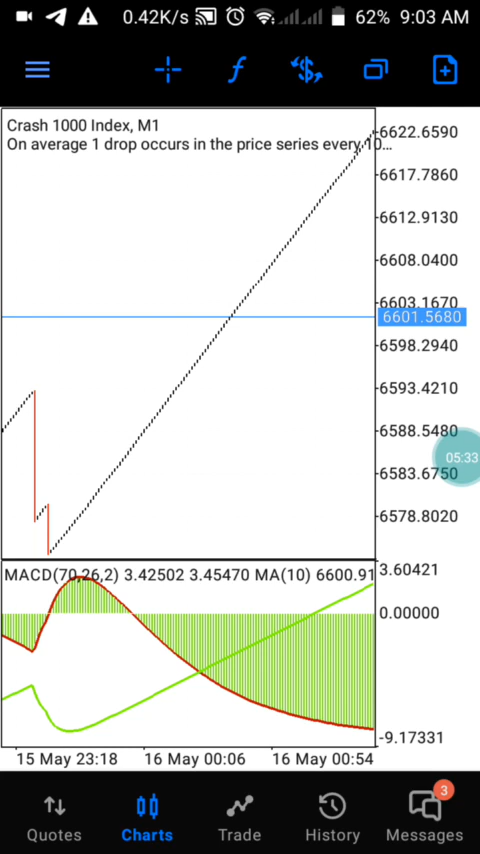 0.42K/s 62% 9:03 AM
Crash 1000 Index, M1
On average 1 drop occurs in the price series every 10...
6622.6590
6617.7860
6612.9130
6608.0400
6603.1670
6601.5680
6598.2940
6593.4210
6588.5480
05:33
6583.6750
6578.8020
MACD(70,26,2) 3.42502 3.45470 MA(10) 6600.91
3.60421
0.00000
-9.17331
15 May 23:18 16 May 00:06 16 May 00:54
3
Quotes Charts Trade History Messages